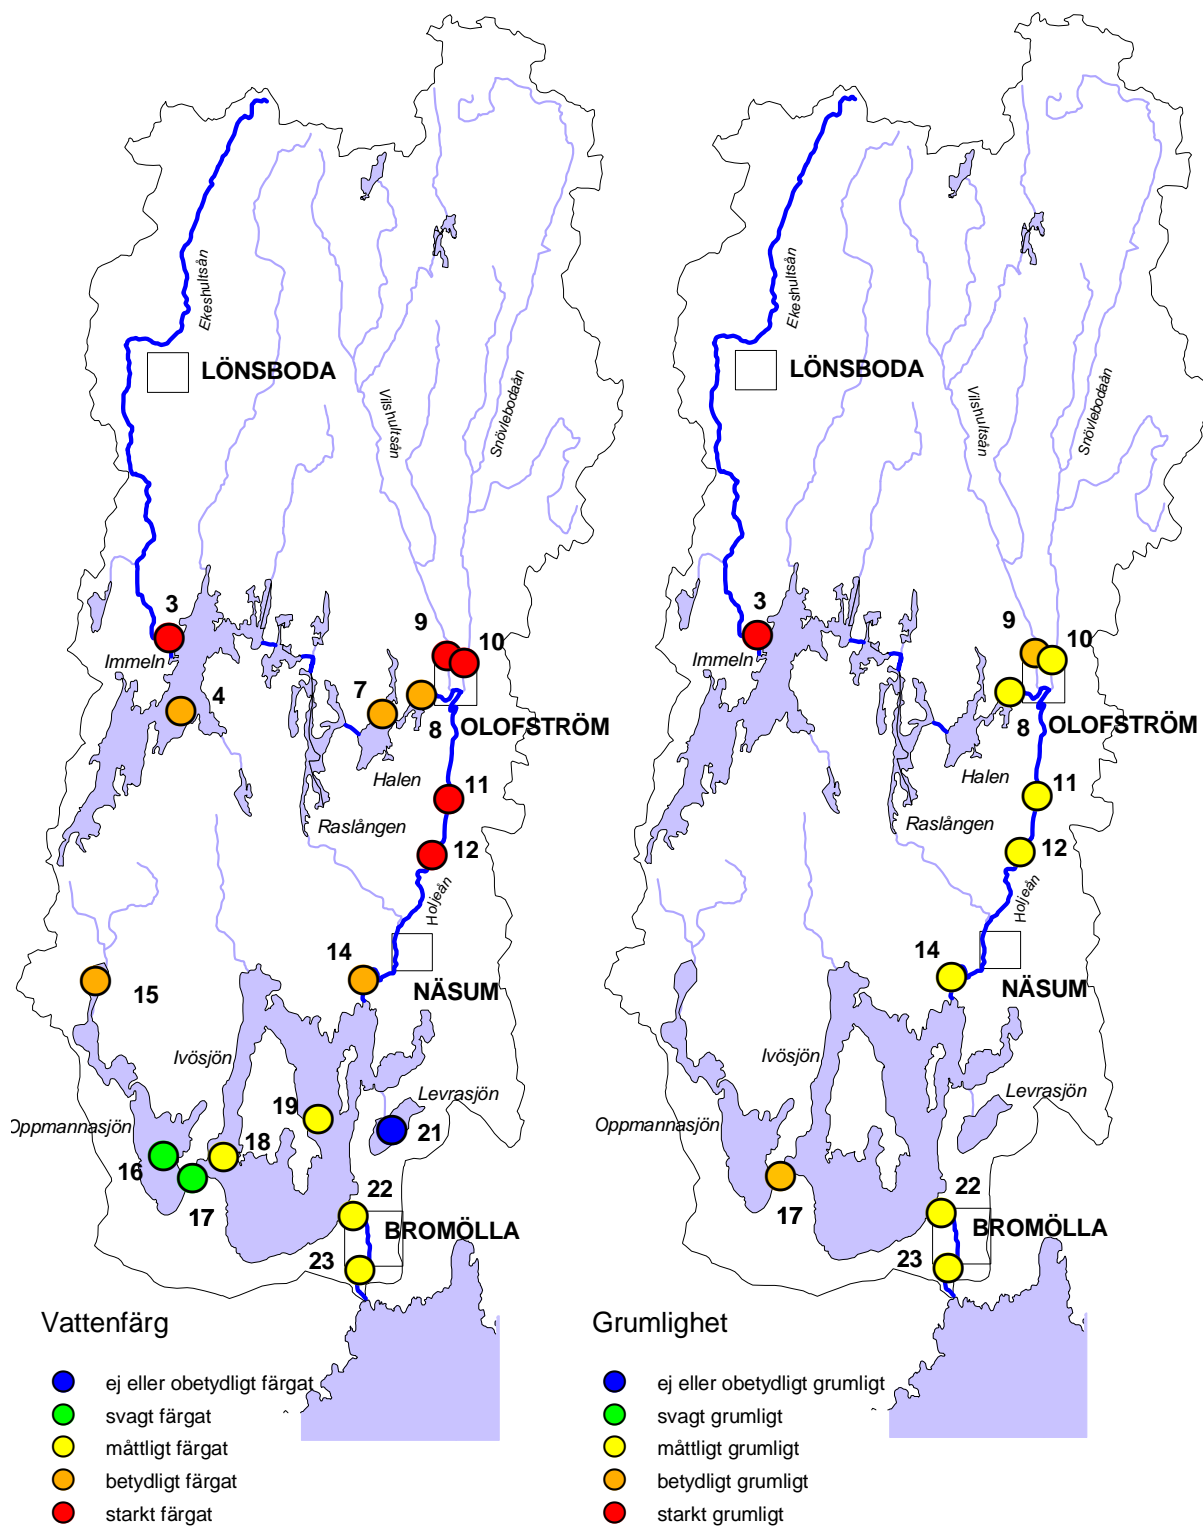 Ekeshultsån
LÖNSBODA
Vilshultsån
Snövlebodaån
3
9
10
Immeln
4
7
8
OLOFSTRÖM
Halen
11
Raslången
12
Holjeån
14
15
NÄSUM
Ivösjön
Levrasjön
19
Oppmannasjön
21
18
16
17
22
BROMÖLLA
23
Vattenfärg
ej eller obetydligt färgat
svagt färgat
måttligt färgat
betydligt färgat
starkt färgat
Ekeshultsån
LÖNSBODA
Vilshultsån
Snövlebodaån
3
9
10
Immeln
8
OLOFSTRÖM
Halen
11
Raslången
12
Holjeån
14
NÄSUM
Ivösjön
Levrasjön
Oppmannasjön
17
22
BROMÖLLA
23
Grumlighet
ej eller obetydligt grumligt
svagt grumligt
måttligt grumligt
betydligt grumligt
starkt grumligt